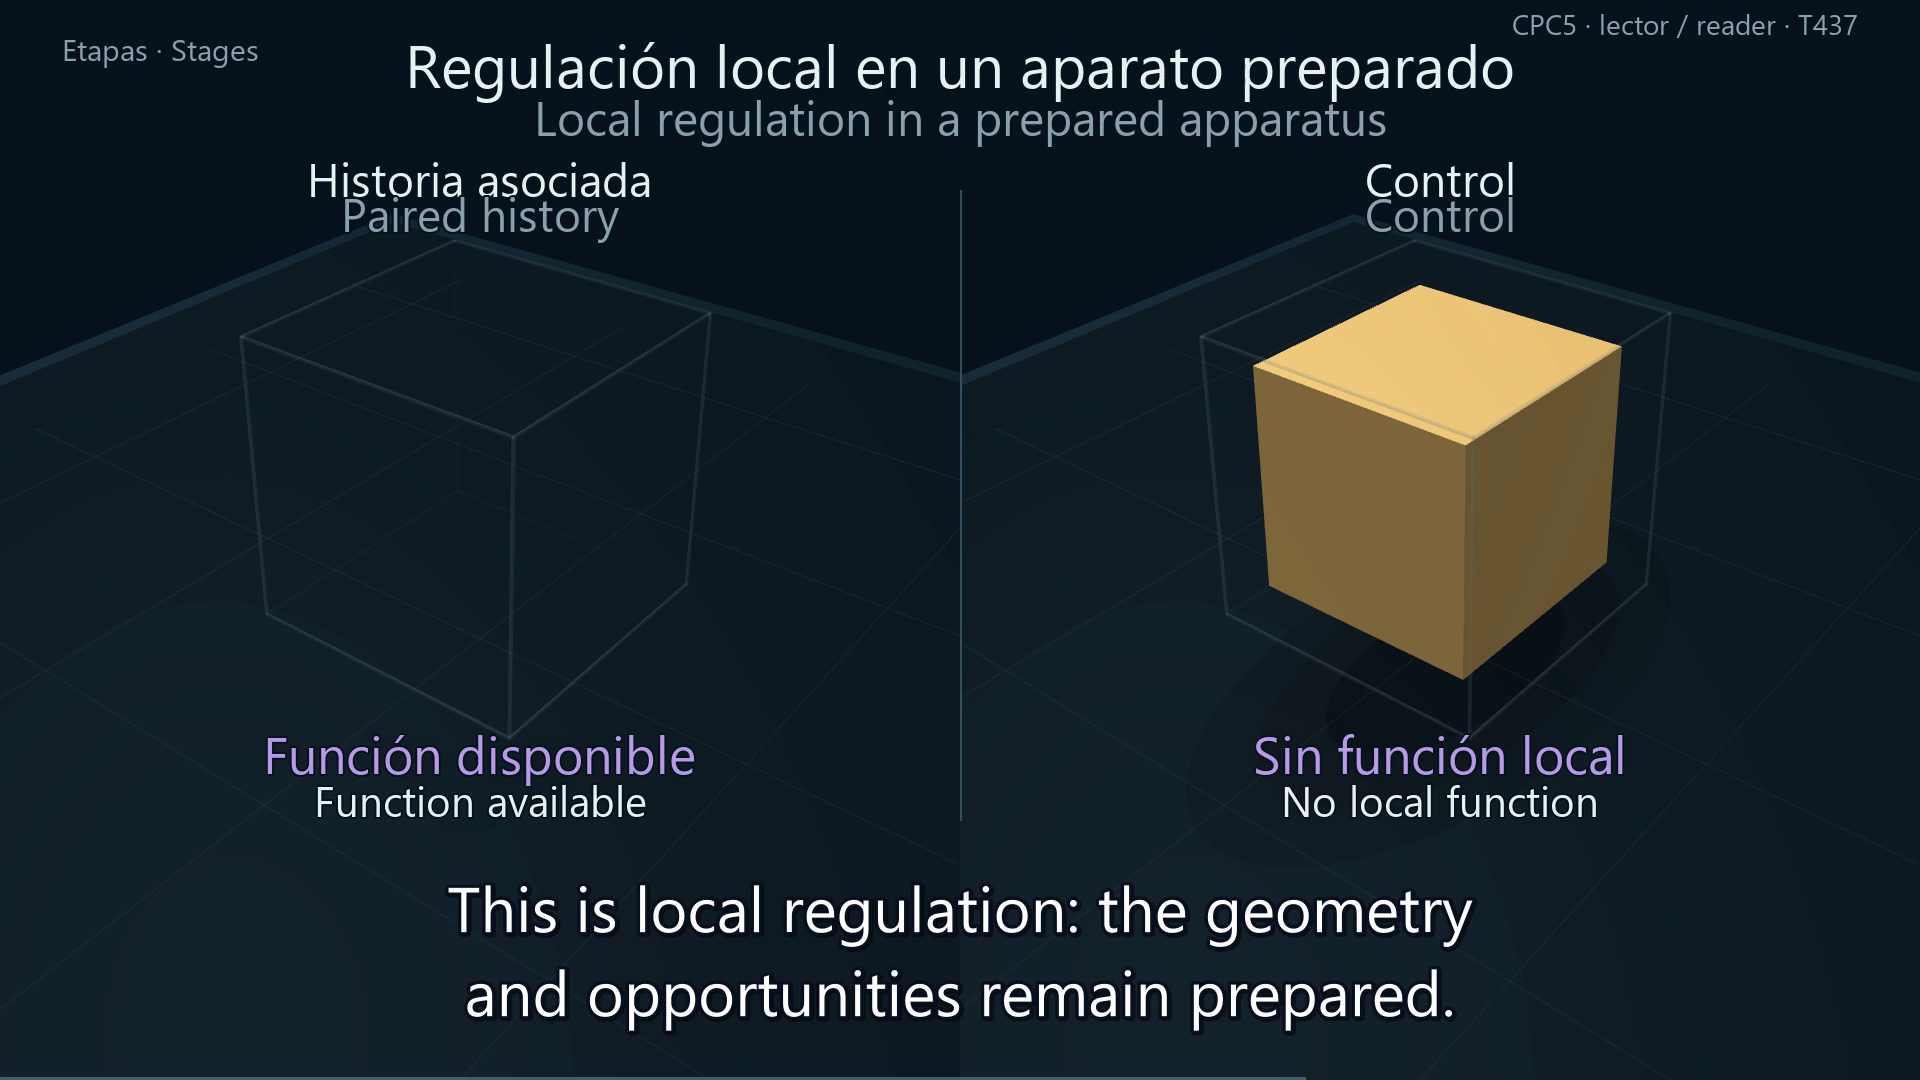 Etapas · Stages
CPC5 · lector / reader · T437
Regulación local en un aparato preparado
Local regulation in a prepared apparatus
Historia asociada
Paired history
Control
Control
Función disponible
Function available
Sin función local
No local function
This is local regulation: the geometry
and opportunities remain prepared.